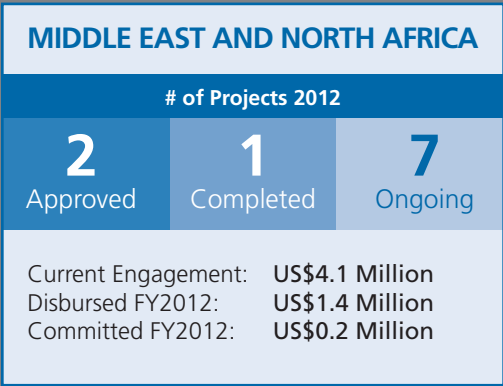 MIDDLE EAST AND NORTH AFRICA
# of Projects 2012
2 1 7
Approved Completed Ongoing
Current Engagement: US$4.1 Million
Disbursed FY2012: US$1.4 Million
Committed FY2012: US$0.2 Million